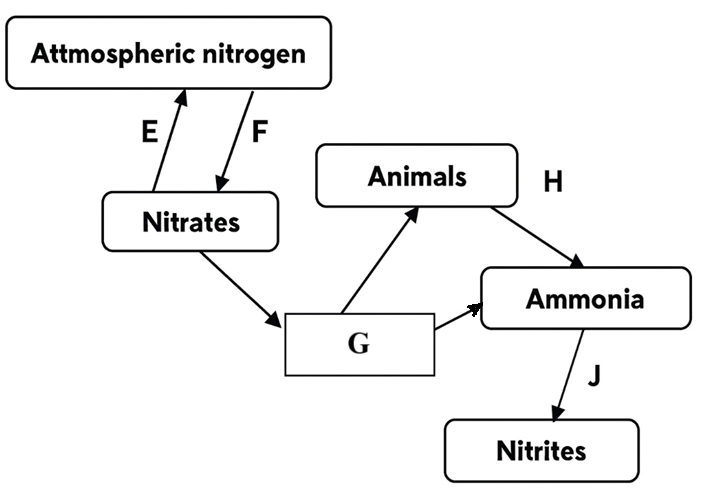 Attmospheric nitrogen
E
F
Animals
H
Nitrates
Ammonia
G
J
Nitrites